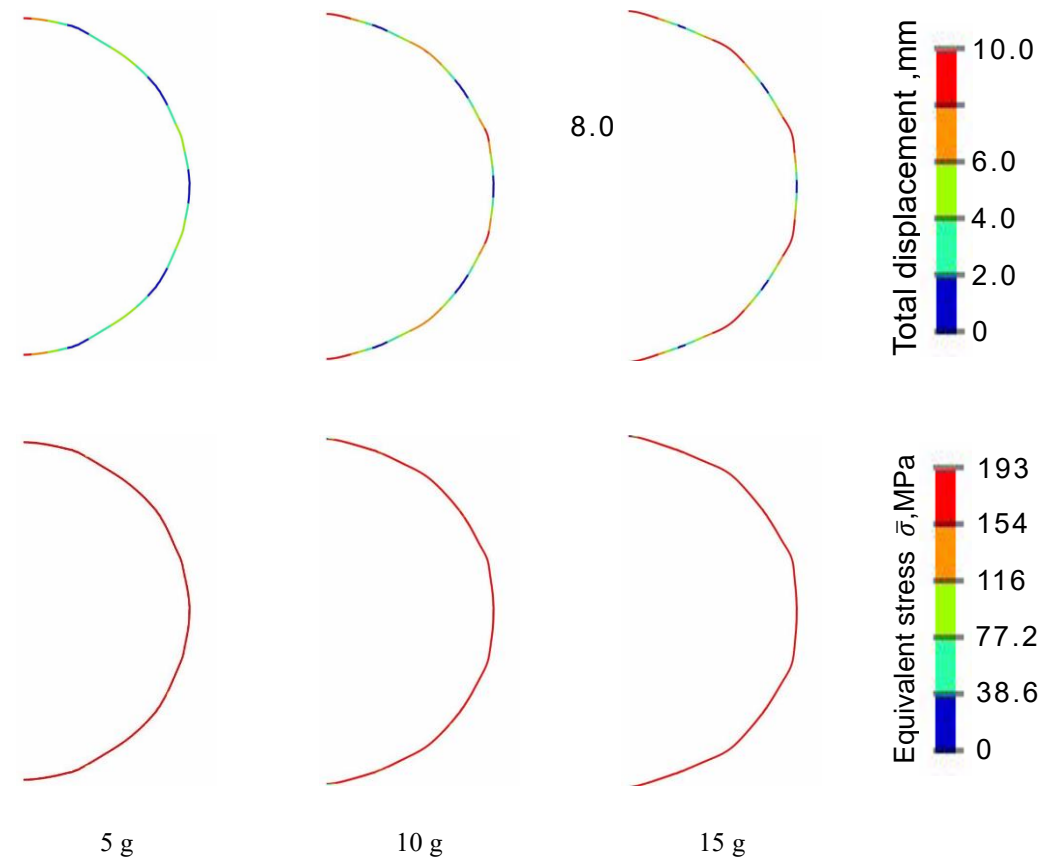 Total displacement ,mm
10.0
8.0
6.0
4.0
2.0
0
Equivalent stress σ̄,MPa
193
154
116
77.2
38.6
0
5 g
10 g
15 g